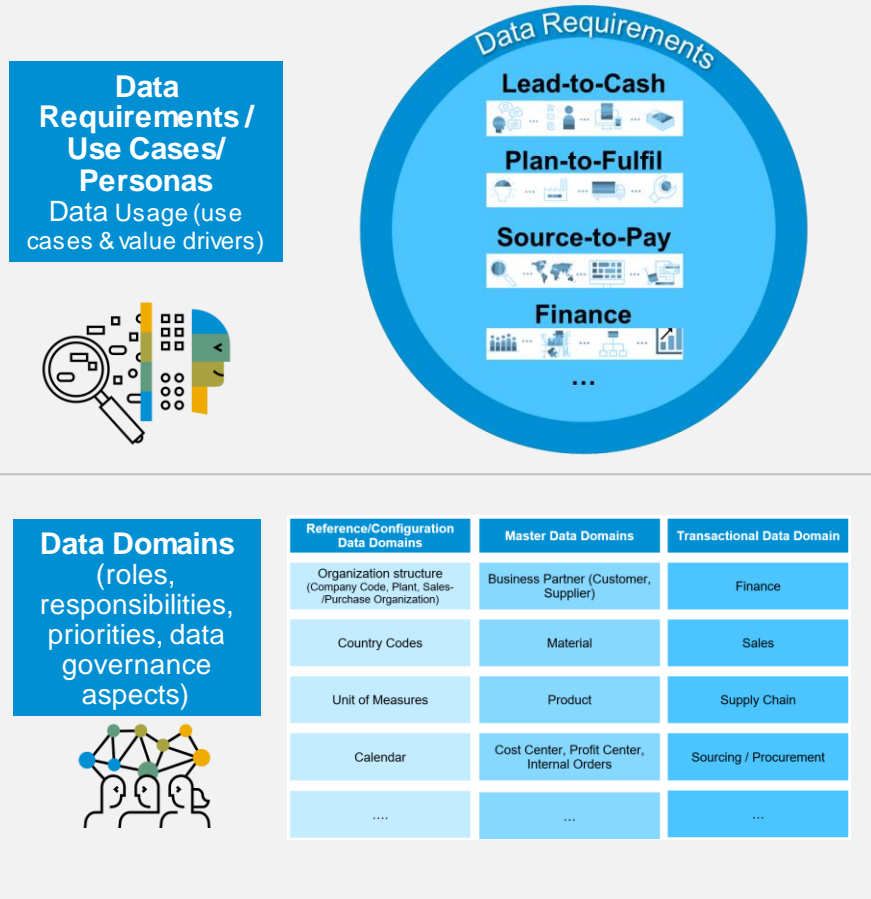 Data
Requirements /
Use Cases/
Personas
Data Usage (use
cases & value drivers)
Data Requirements
Lead-to-Cash
... ... ...
Plan-to-Fulfil
... ... ...
Source-to-Pay
... ... ...
Finance
... ... ...
...
Data Domains
(roles,
responsibilities,
priorities, data
governance
aspects)
Reference/Configuration
Data Domains
Master Data Domains
Transactional Data Domain
Organization structure
(Company Code, Plant, Sales-
/Purchase Organization)
Business Partner (Customer,
Supplier)
Finance
Country Codes
Material
Sales
Unit of Measures
Product
Supply Chain
Calendar
Cost Center, Profit Center,
Internal Orders
Sourcing / Procurement
....
...
...